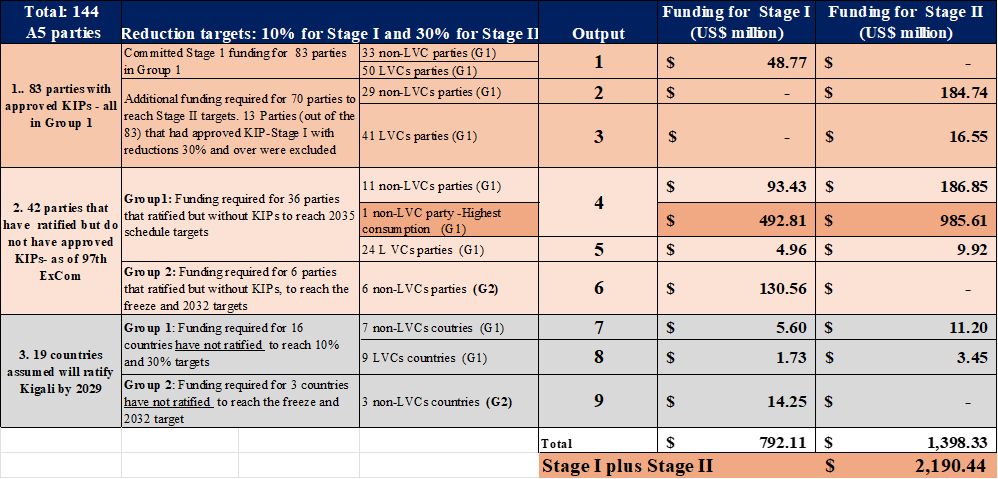 Total: 144
A5 parties
Reduction targets: 10% for Stage I and 30% for Stage II
Output
Funding for Stage I
(US$ million)
Funding for Stage II
(US$ million)
1.. 83 parties with
approved KIPs - all
in Group 1
Committed Stage 1 funding for 83 parties
in Group 1
33 non-LVC parties (G1)
50 LVCs parties (G1)
1
$ 48.77
$ -
Additional funding required for 70 parties to
reach Stage II targets. 13 Parties (out of the
83) that had approved KIP-Stage I with
reductions 30% and over were excluded
29 non-LVCs parties (G1)
2
$ -
$ 184.74
41 LVCs parties (G1)
3
$ -
$ 16.55
2. 42 parties that
have ratified but do
not have approved
KIPs- as of 97th
ExCom
Group1: Funding required for 36 parties
that ratified but without KIPs to reach 2035
schedule targets
11 non-LVCs parties (G1)
4
$ 93.43
$ 186.85
1 non-LVC party -Highest
consumption (G1)
$ 492.81
$ 985.61
24 L VCs parties (G1)
5
$ 4.96
$ 9.92
Group 2: Funding required for 6 parties
that ratified but without KIPs, to reach the
freeze and 2032 targets
6 non-LVCs parties (G2)
6
$ 130.56
$ -
3. 19 countries
assumed will ratify
Kigali by 2029
Group 1: Funding required for 16
countries have not ratified to reach 10%
and 30% targets
7 non-LVCs coutries (G1)
7
$ 5.60
$ 11.20
9 LVCs countries (G1)
8
$ 1.73
$ 3.45
Group 2: Funding required for 3 countries
have not ratified to reach the freeze and
2032 target
3 non-LVCs countries (G2)
9
$ 14.25
$ -
Total
$ 792.11
1,398.33
Stage I plus Stage II
$ 2,190.44